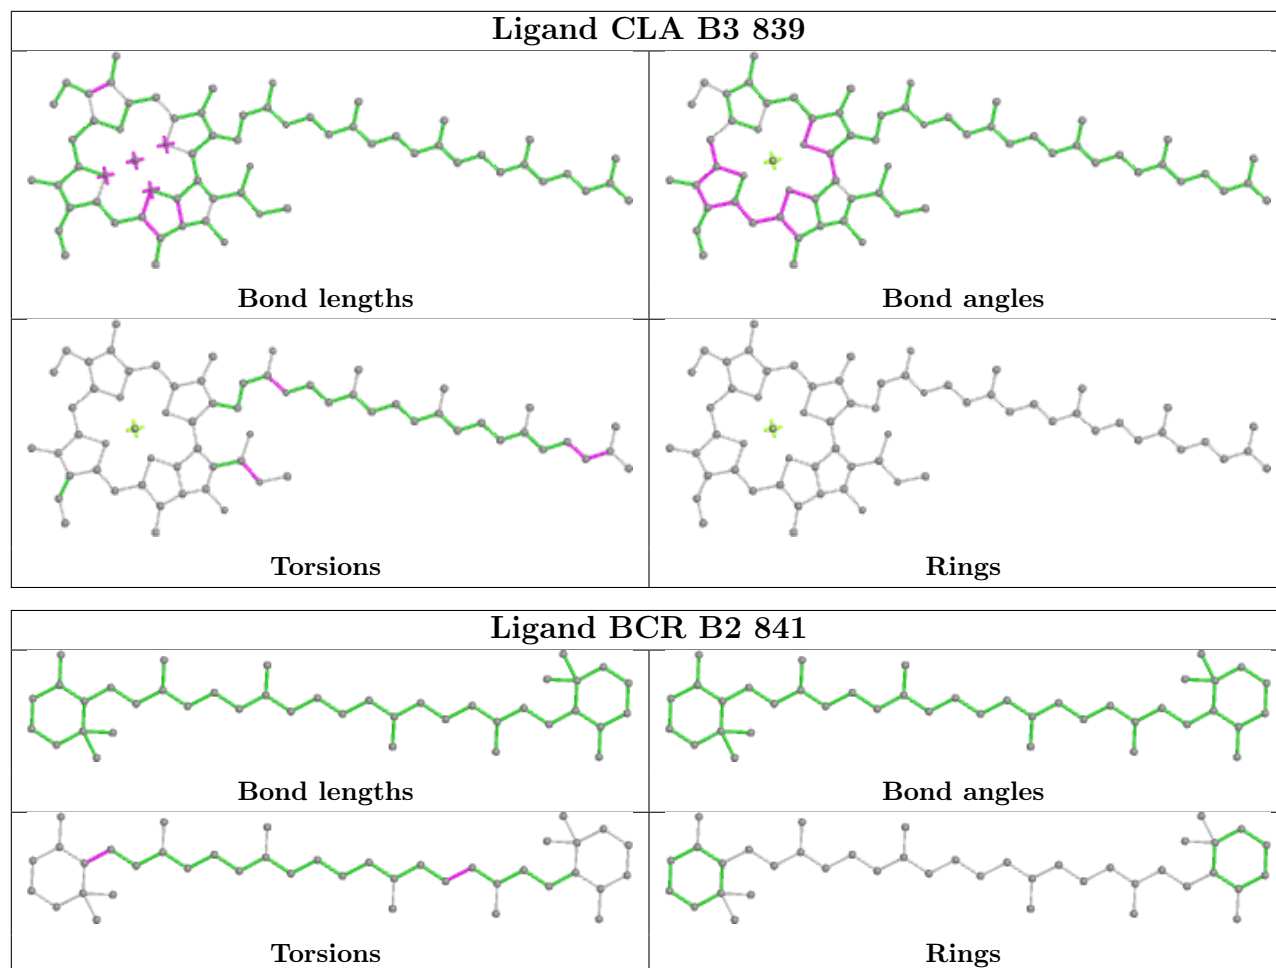 Ligand CLA B3 839
Bond lengths
Bond angles
Torsions
Rings
Ligand BCR B2 841
Bond lengths
Bond angles
Torsions
Rings